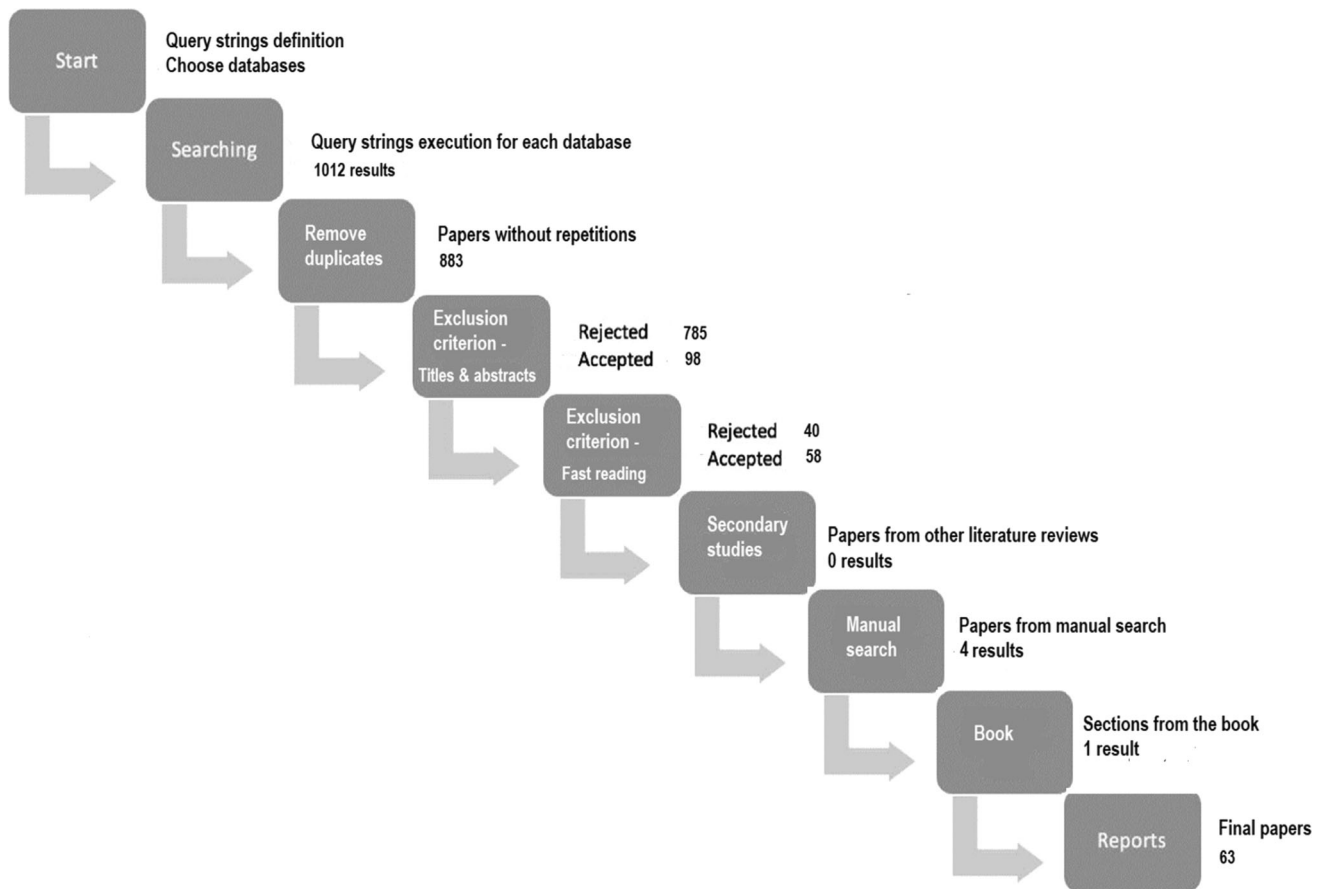 Start
Query strings definition
Choose databases
Searching
Query strings execution for each database
1012 results
Remove
duplicates
Papers without repetitions
883
Exclusion
criterion -
Titles & abstracts
Rejected 785
Accepted 98
Exclusion
criterion -
Fast reading
Rejected 40
Accepted 58
Secondary
studies
Papers from other literature reviews
0 results
Manual
search
Papers from manual search
4 results
Book
Sections from the book
1 result
Reports
Final papers
63